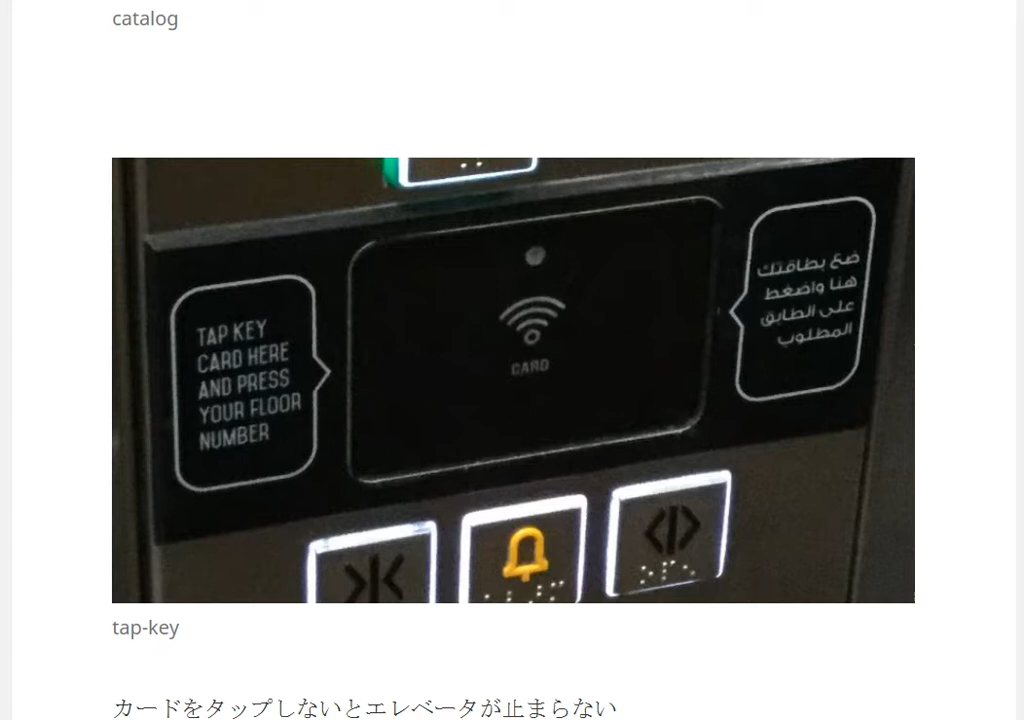 catalog
TAP KEY
CARD HERE
AND PRESS
YOUR FLOOR
NUMBER
CARD
ضع بطاقتك
هنا واضغط
على الطابق
المطلوب
tap-key
カードをタップしないとエレベータが止まらない